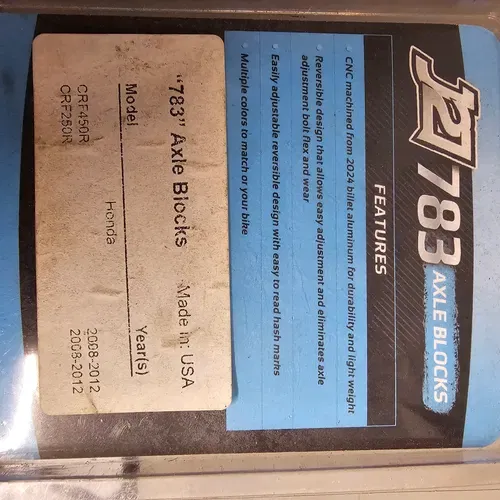 783 AXLE BLOCKS
FEATURES
• CNC machined from 2024 billet aluminum for durability and light weight
• Reversible design that allows easy adjustment and eliminates axle
adjustment bolt flex and wear
• Easily adjustable reversible design with easy to read hash marks
• Multiple colors to match or your bike
"783" Axle Blocks Made in: USA
Model Year(s)
Honda
CRF450R 2008-2012
CRF250R 2008-2012